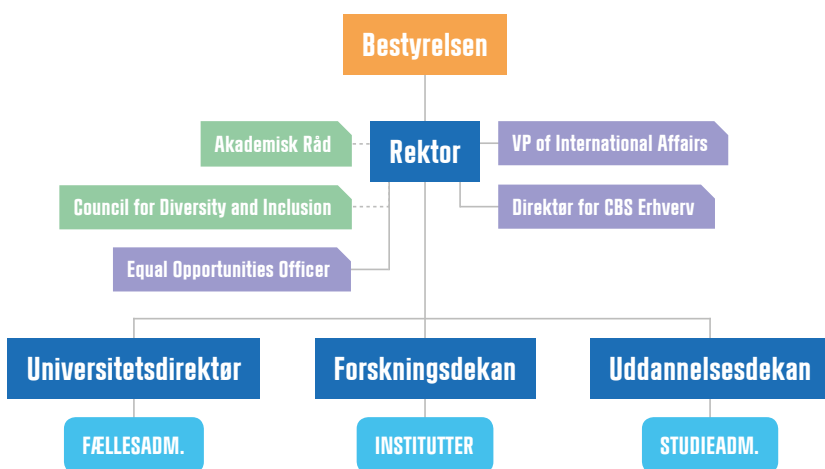 Bestyrelsen
Akademisk Råd
Rektor
VP of International Affairs
Council for Diversity and Inclusion
Direktør for CBS Erhverv
Equal Opportunities Officer
Universitetsdirektør
Forskningsdekan
Uddannelsesdekan
FÆLLESADM.
INSTITUTTER
STUDIEADM.